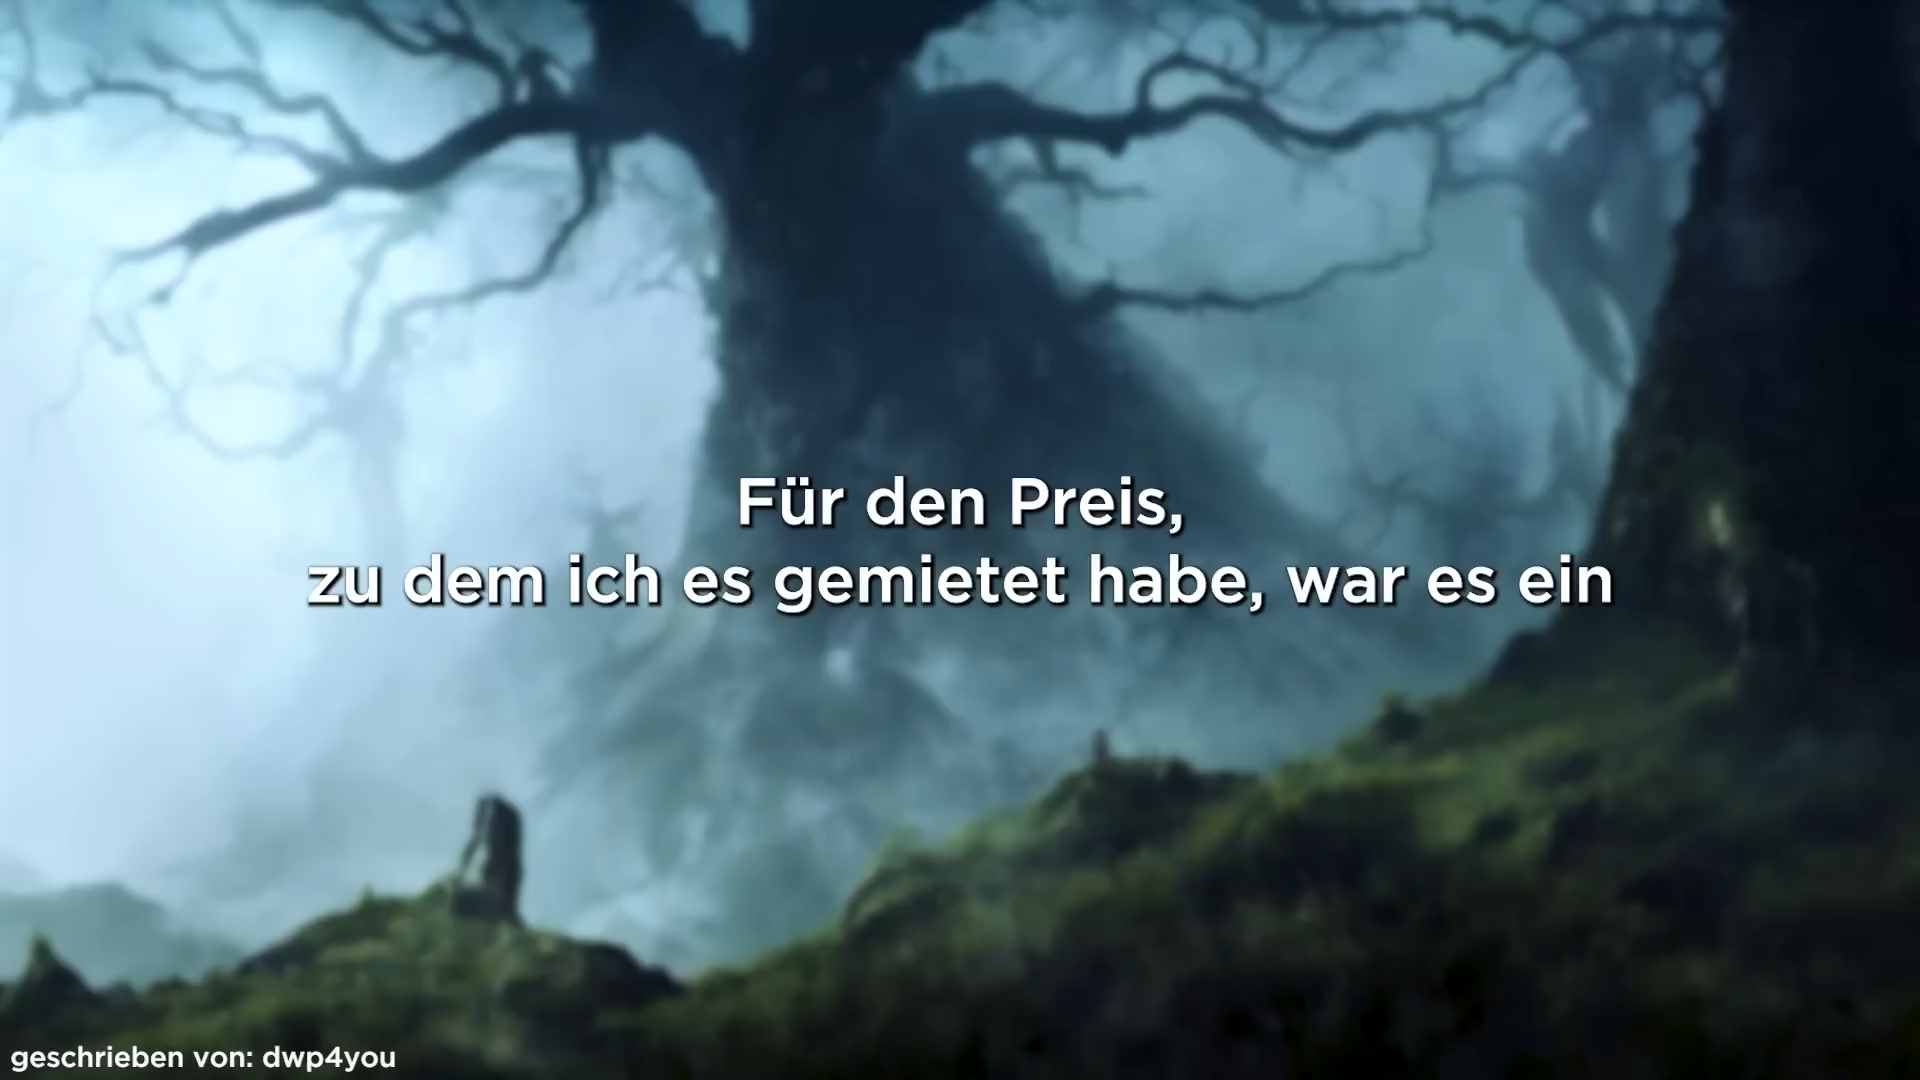 Für den Preis,
zu dem ich es gemietet habe, war es ein
geschrieben von: dwp4you